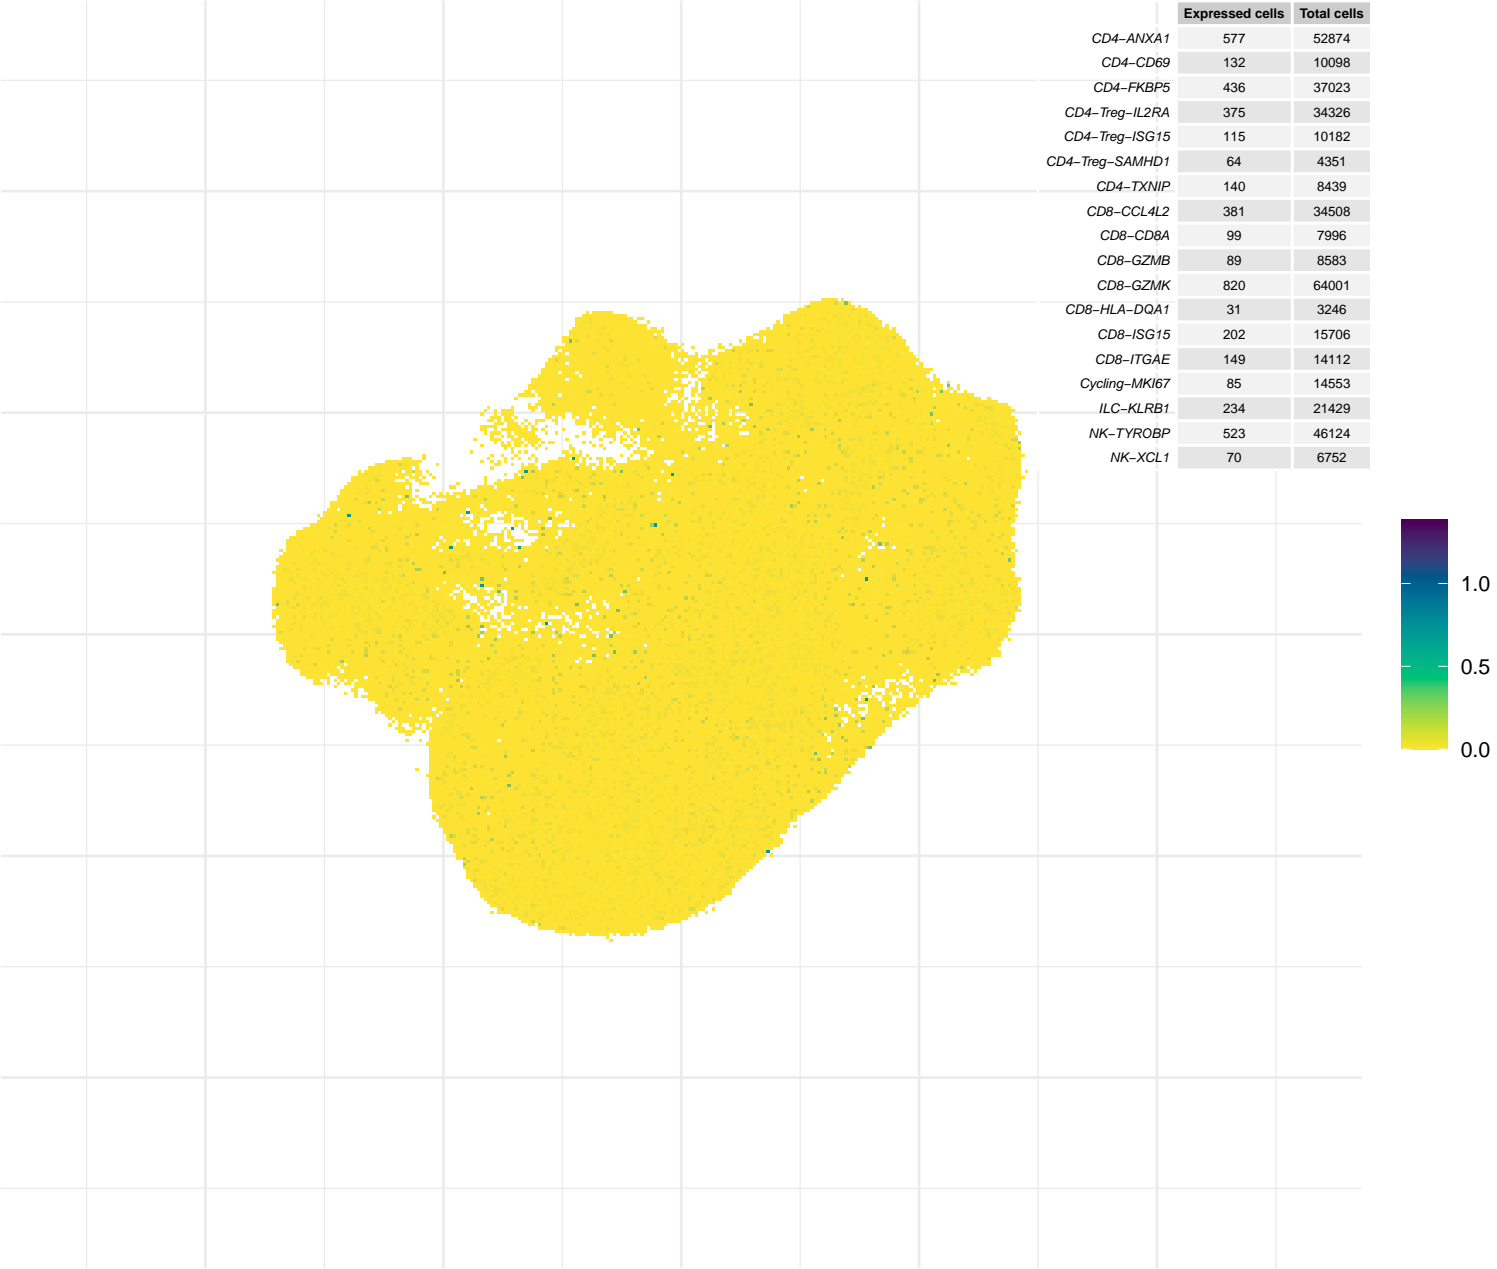 Expressed cells Total cells
CD4−ANXA1 577 52874
CD4−CD69 132 10098
CD4−FKBP5 436 37023
CD4−Treg−IL2RA 375 34326
CD4−Treg−ISG15 115 10182
CD4−Treg−SAMHD1 64 4351
CD4−TXNIP 140 8439
CD8−CCL4L2 381 34508
CD8−CD8A 99 7996
CD8−GZMB 89 8583
CD8−GZMK 820 64001
CD8−HLA−DQA1 31 3246
CD8−ISG15 202 15706
CD8−ITGAE 149 14112
Cycling−MKI67 85 14553
ILC−KLRB1 234 21429
NK−TYROBP 523 46124
NK−XCL1 70 6752
1.0
0.5
0.0